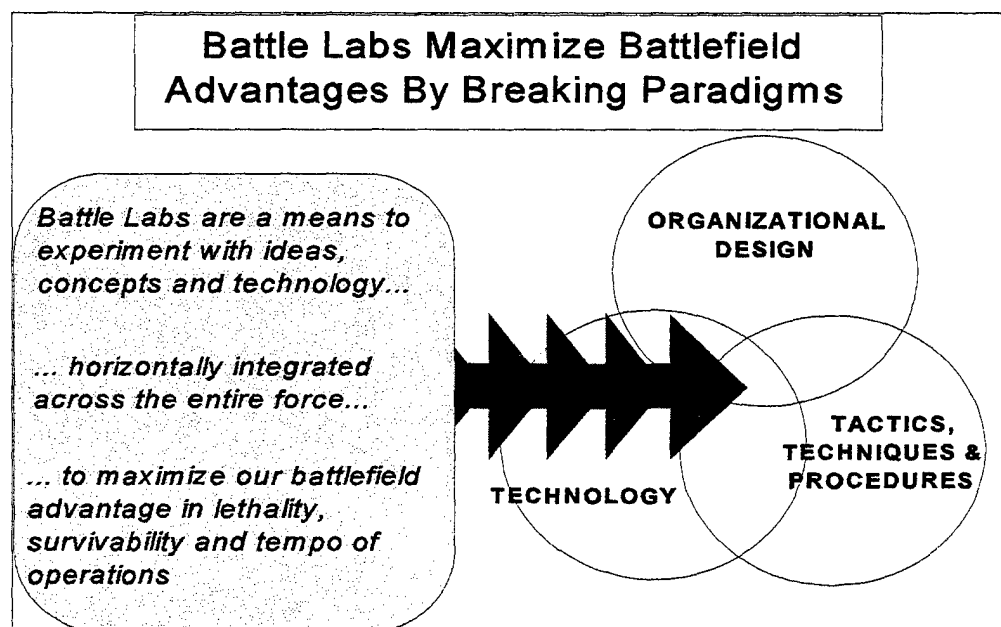 Battle Labs Maximize Battlefield
Advantages By Breaking Paradigms
Battle Labs are a means to
experiment with ideas,
concepts and technology...
... horizontally integrated
across the entire force...
... to maximize our battlefield
advantage in lethality,
survivability and tempo of
operations
ORGANIZATIONAL
DESIGN
TACTICS,
TECHNIQUES &
PROCEDURES
TECHNOLOGY